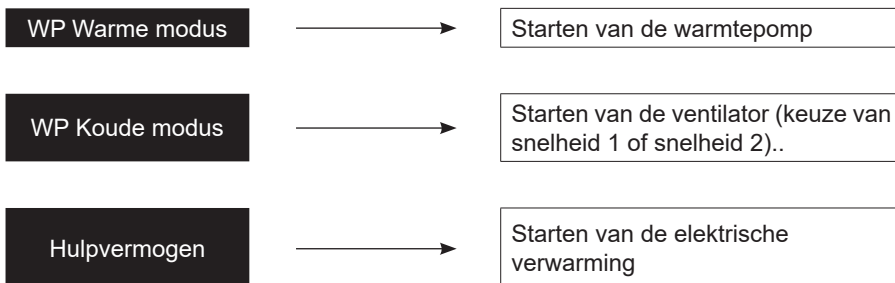 WP Warme modus
Starten van de warmtepomp
WP Koude modus
Starten van de ventilator (keuze van
snelheid 1 of snelheid 2)..
Hulpvermogen
Starten van de elektrische
verwarming